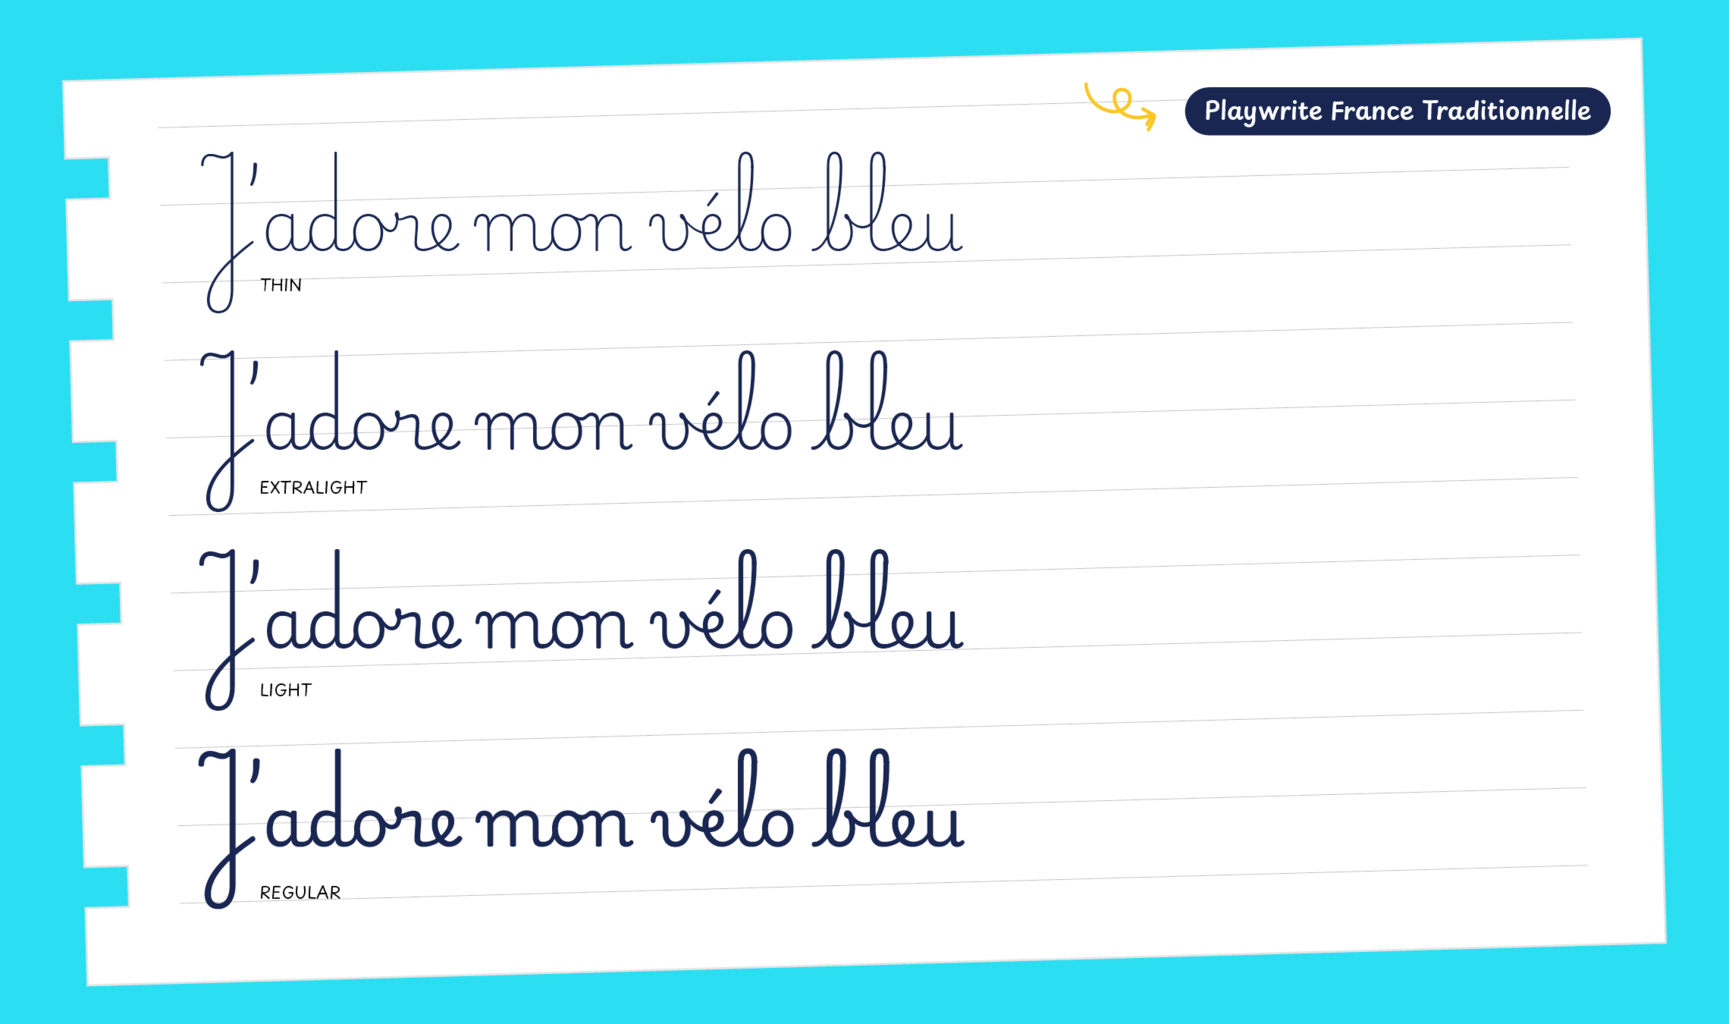 Playwrite France Traditionnelle
J'adore mon vélo bleu
THIN
J'adore mon vélo bleu
EXTRALIGHT
J'adore mon vélo bleu
LIGHT
J'adore mon vélo bleu
REGULAR